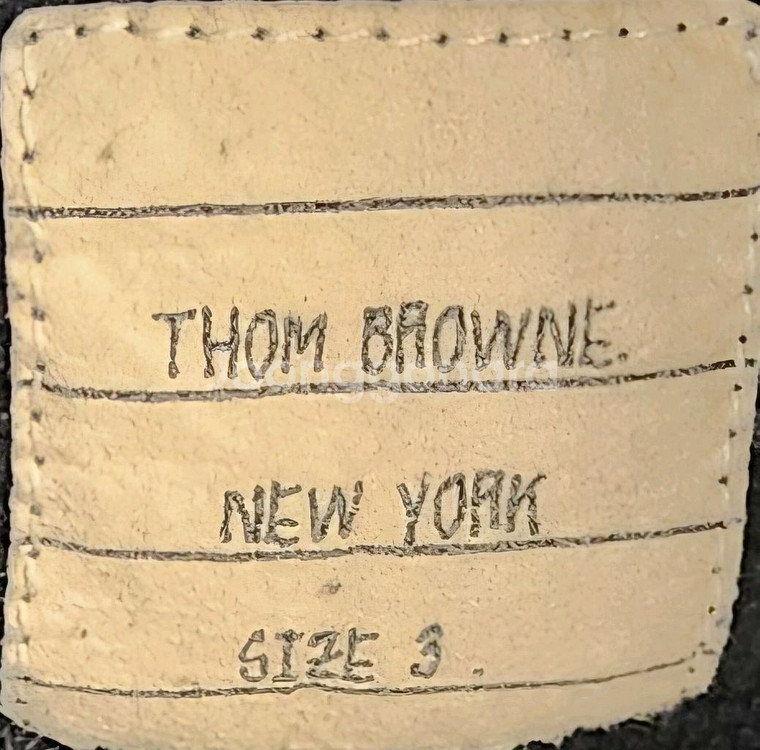 THOM BROWNE.
NEW YORK
SIZE 3.